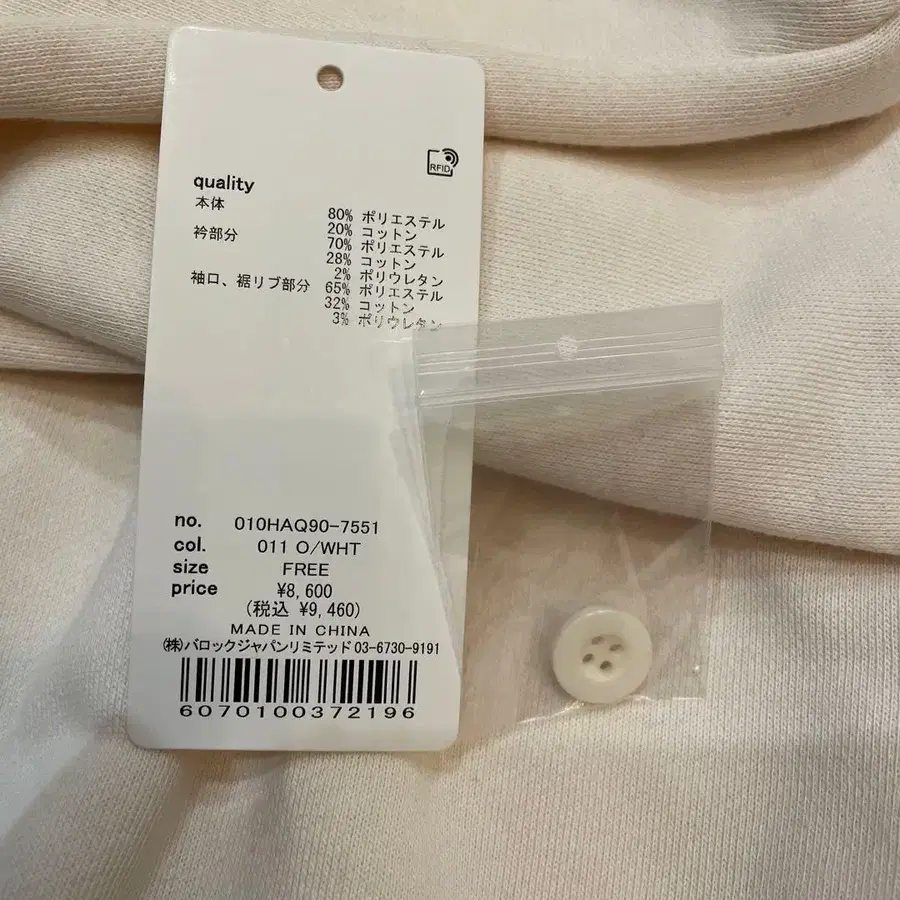 RFID
quality
本体 80% ポリエステル
20% コットン
衿部分 70% ポリエステル
28% コットン
2% ポリウレタン
袖口、裾リブ部分 65% ポリエステル
32% コットン
3% ポリウレタン
no. 010HAQ90-7551
col. 011 O/WHT
size FREE
price ¥8,600
(税込 ¥9,460)
MADE IN CHINA
(株)バロックジャパンリミテッド 03-6730-9191
6070100372196